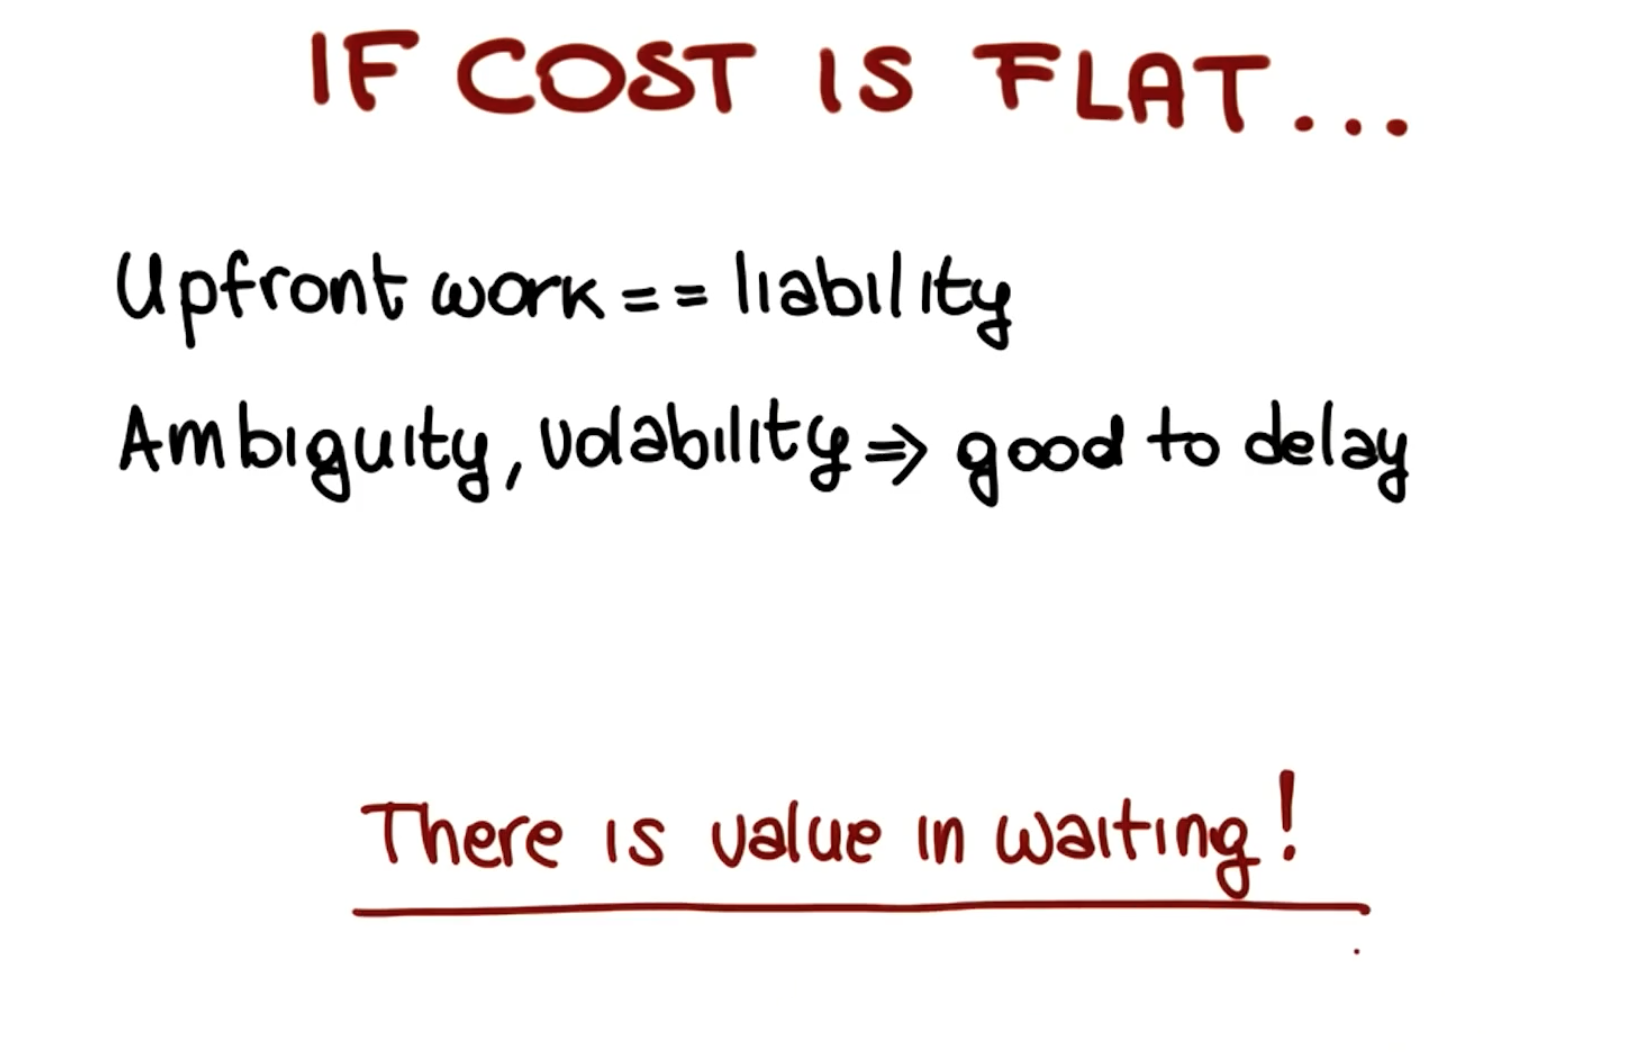 IF COST IS FLAT...
Upfront work == liability
Ambiguity, volability => good to delay
There is value in waiting!